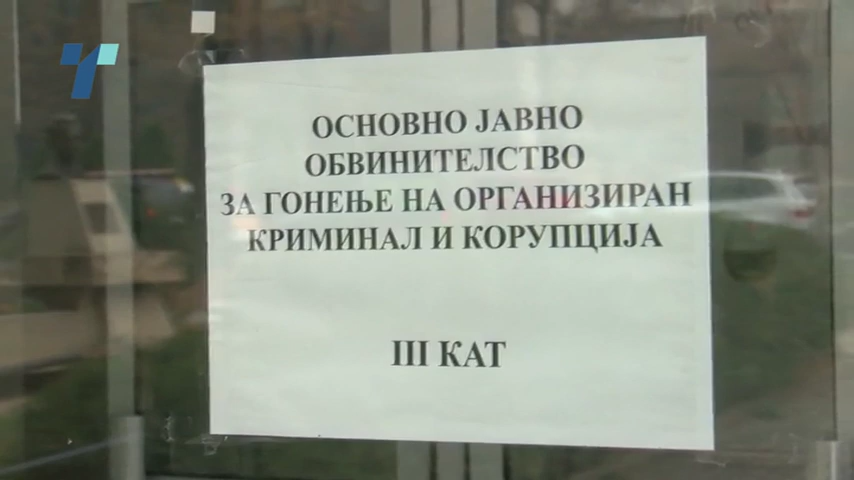 ОСНОВНО ЈАВНО
ОБВИНИТЕЛСТВО
ЗА ГОНЕЊЕ НА ОРГАНИЗИРАН
КРИМИНАЛ И КОРУПЦИЈА
III КАТ